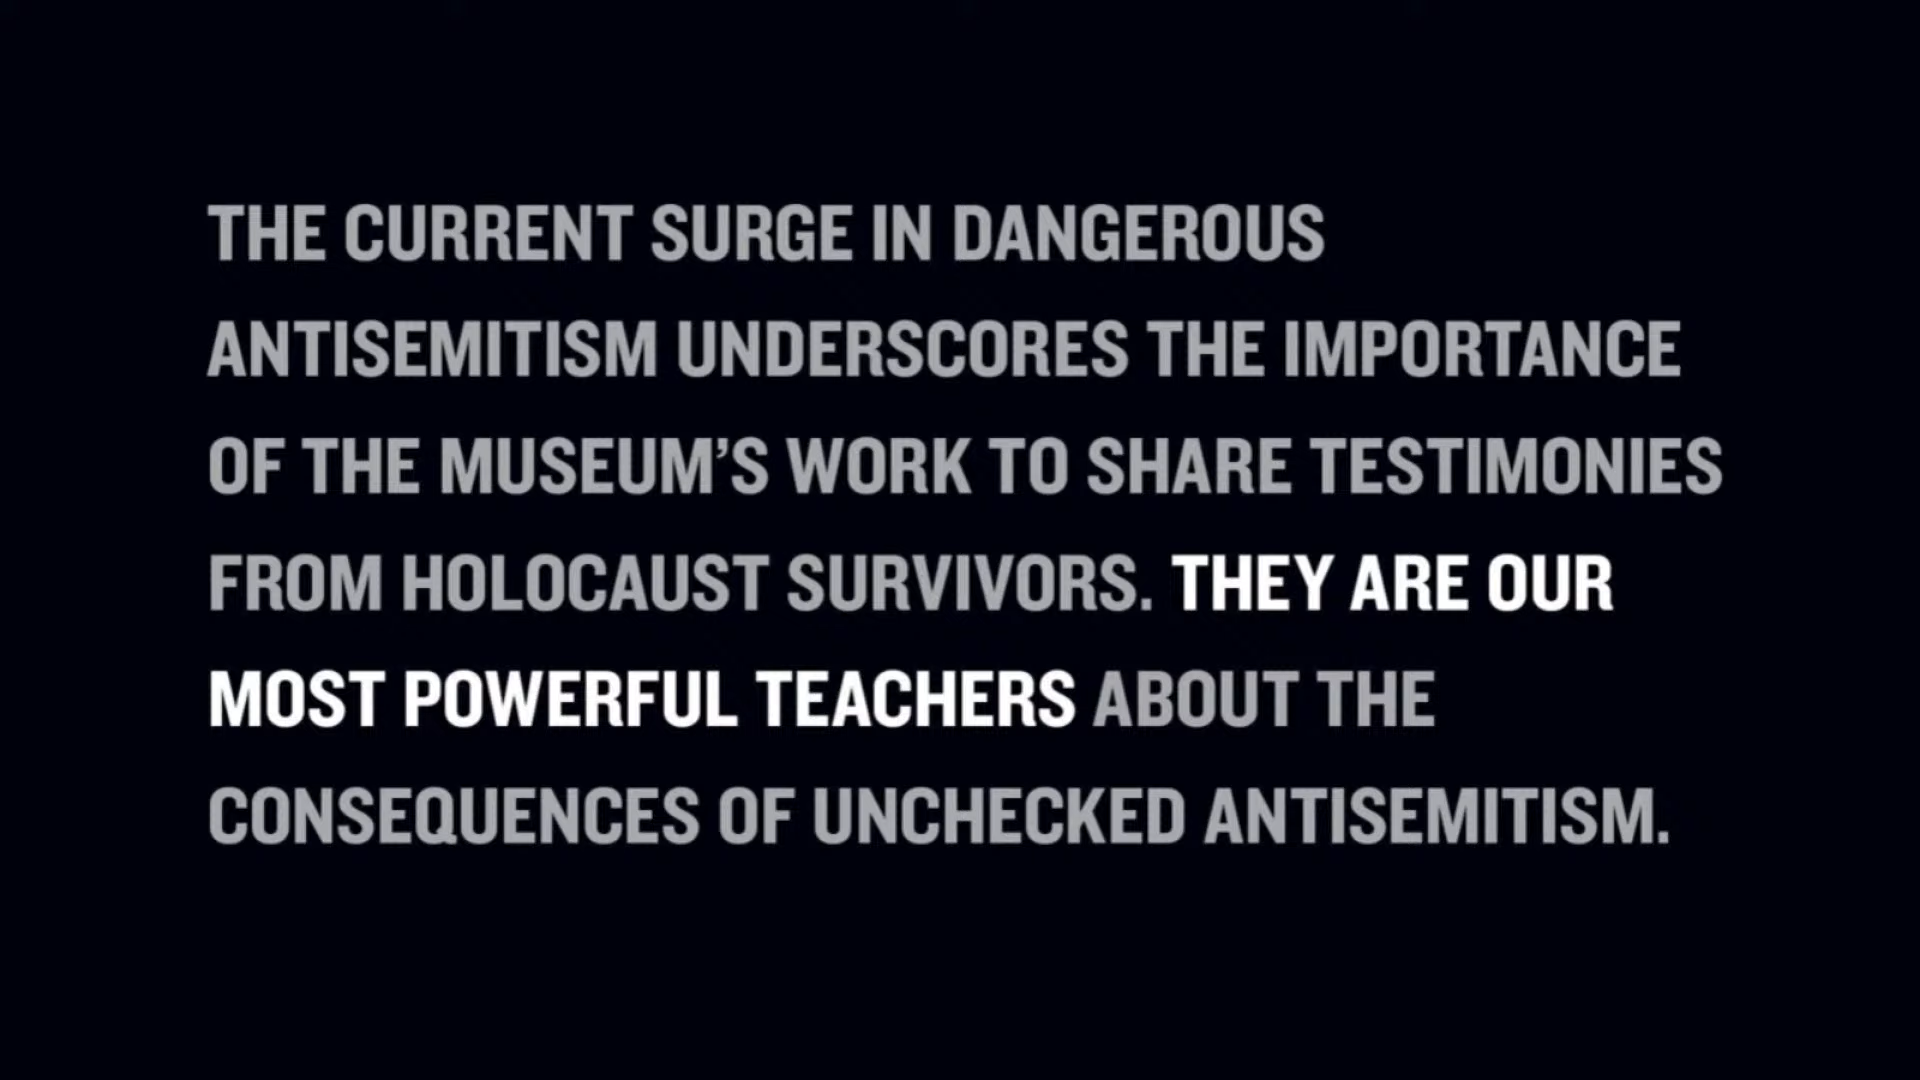 THE CURRENT SURGE IN DANGEROUS
ANTISEMITISM UNDERSCORES THE IMPORTANCE
OF THE MUSEUM’S WORK TO SHARE TESTIMONIES
FROM HOLOCAUST SURVIVORS. THEY ARE OUR
MOST POWERFUL TEACHERS ABOUT THE
CONSEQUENCES OF UNCHECKED ANTISEMITISM.